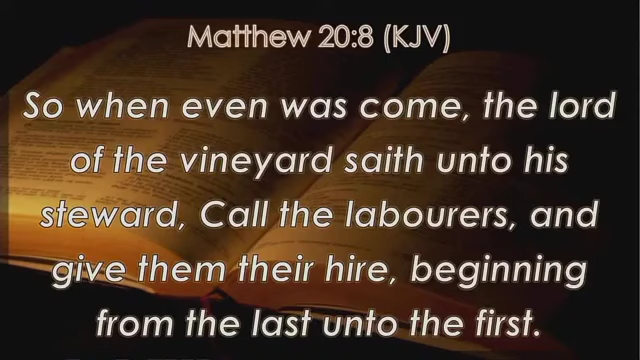 Matthew 20:8 (KJV)
So when even was come, the lord
of the vineyard saith unto his
steward, Call the labourers, and
give them their hire, beginning
from the last unto the first.